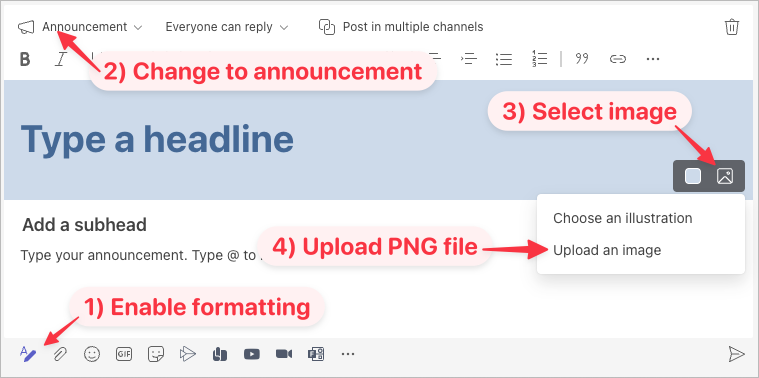 Announcement Everyone can reply Post in multiple channels
B I
2) Change to announcement
3) Select image
Type a headline
Choose an illustration
Add a subhead
4) Upload PNG file
Upload an image
Type your announcement. Type @ to
1) Enable formatting
GIF